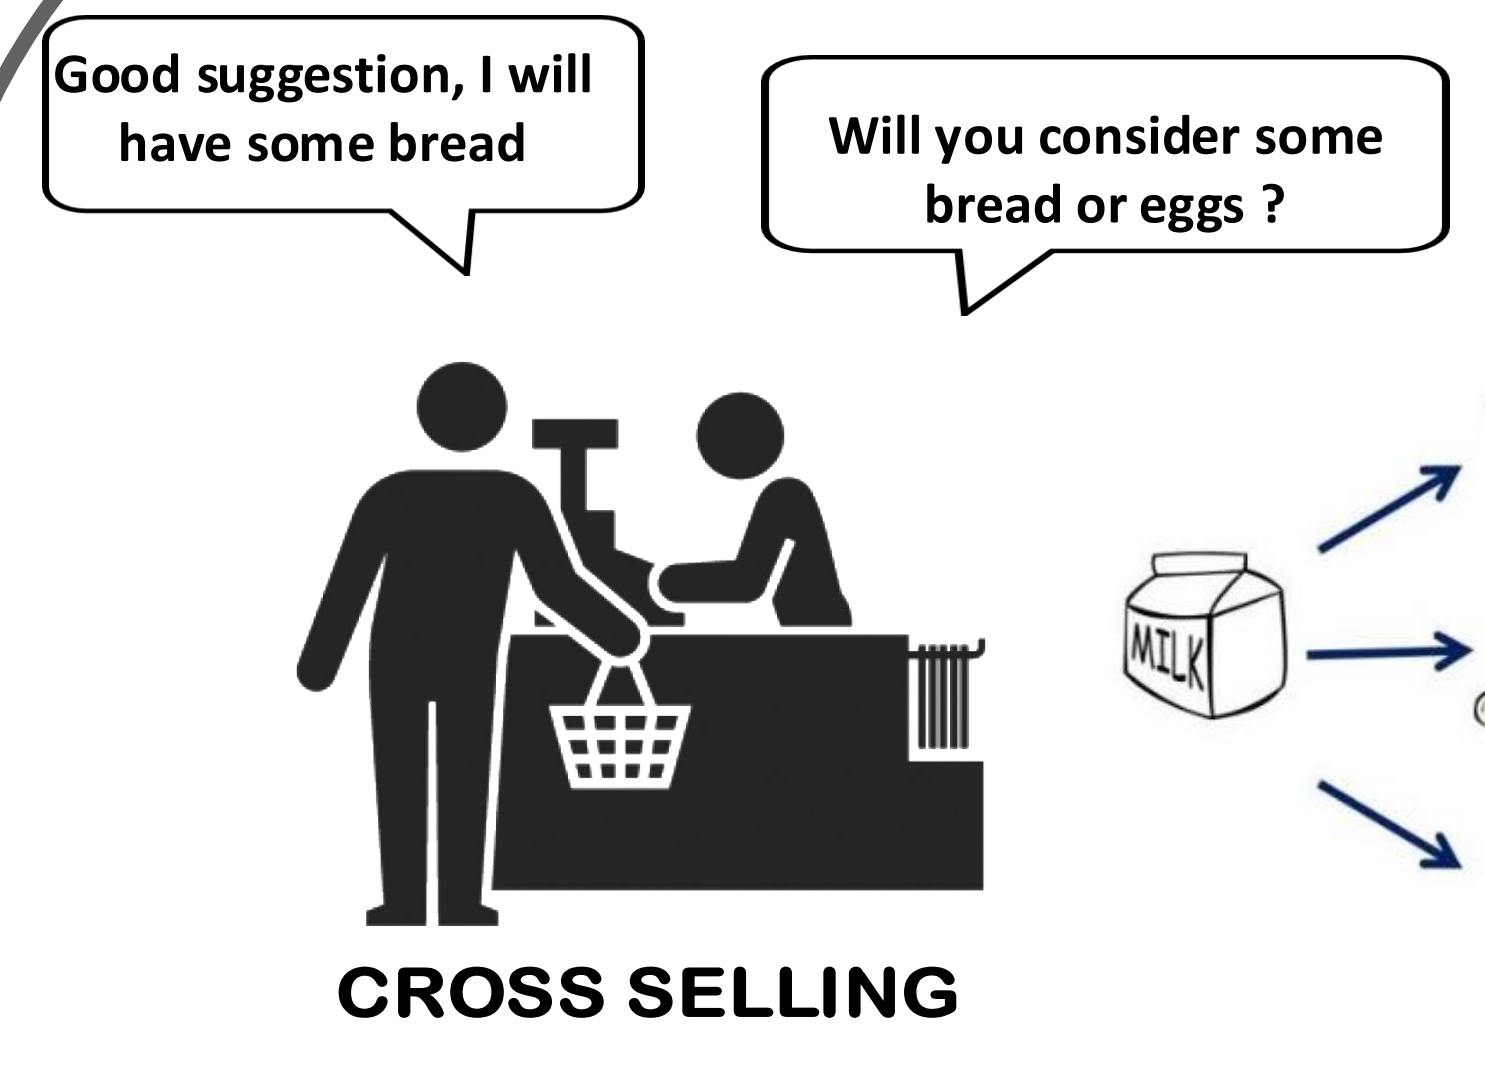 Good suggestion, I will
have some bread
Will you consider some
bread or eggs ?
MILK
CROSS SELLING